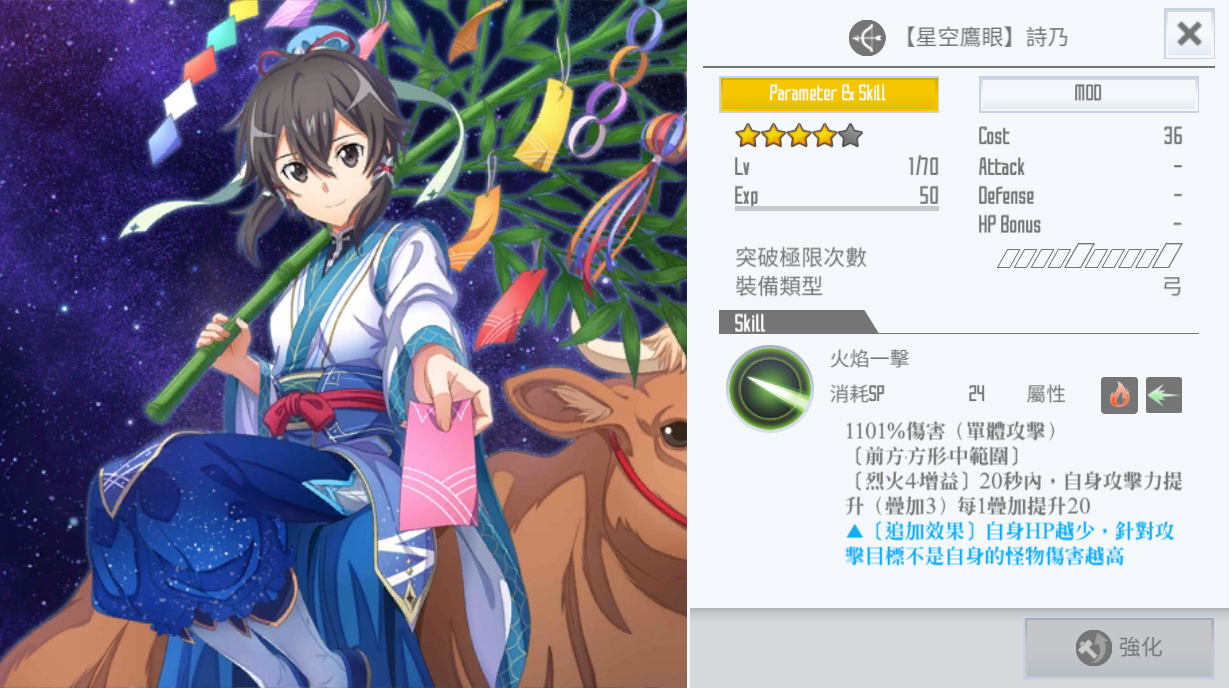 【星空鷹眼】詩乃
Parameter & Skill
MOD
Lv 1/70
Exp 50
Cost 36
Attack -
Defense -
HP Bonus -
突破極限次數
裝備類型 弓
Skill
火焰一擊
消耗SP 24 屬性
1101%傷害（單體攻擊）
〔前方方形中範圍〕
〔烈火4增益〕20秒內，自身攻擊力提
升（疊加3）每1疊加提升20
▲〔追加效果〕自身HP越少，針對攻
擊目標不是自身的怪物傷害越高
強化